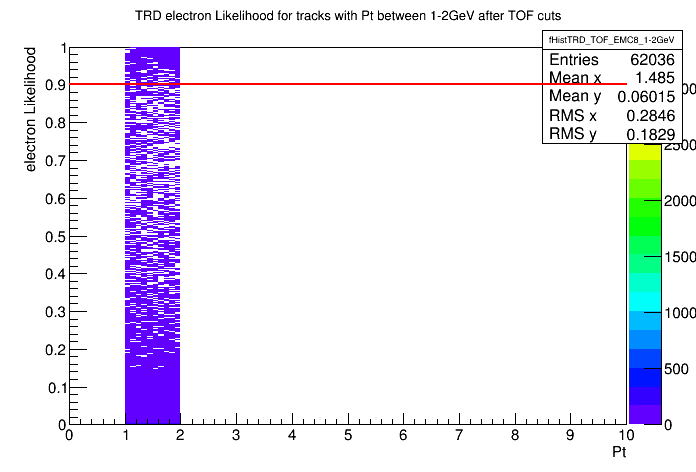 TRD electron Likelihood for tracks with Pt between 1-2GeV after TOF cuts
fHistTRD_TOF_EMC8_1-2GeV
Entries 62036
Mean x 1.485
Mean y 0.06015
RMS x 0.2846
RMS y 0.1829
electron Likelihood
1
0.9
0.8
0.7
0.6
0.5
0.4
0.3
0.2
0.1
0
0 1 2 3 4 5 6 7 8 9 10
Pt
2500
2000
1500
1000
500
0